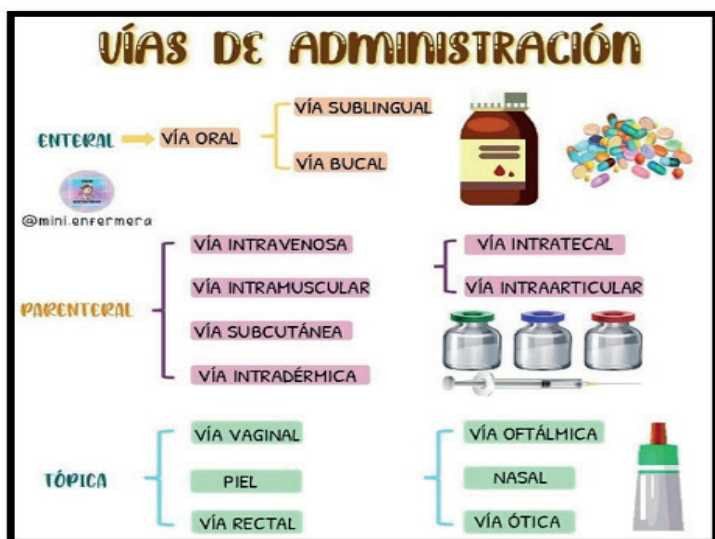 VÍAS DE ADMINISTRACIÓN
ENTERAL
VÍA ORAL
VÍA SUBLINGUAL
VÍA BUCAL
@mini.enfermera
PARENTERAL
VÍA INTRAVENOSA
VÍA INTRAMUSCULAR
VÍA SUBCUTÁNEA
VÍA INTRADÉRMICA
VÍA INTRATECAL
VÍA INTRAARTICULAR
TÓPICA
VÍA VAGINAL
PIEL
VÍA RECTAL
VÍA OFTÁLMICA
NASAL
VÍA ÓTICA